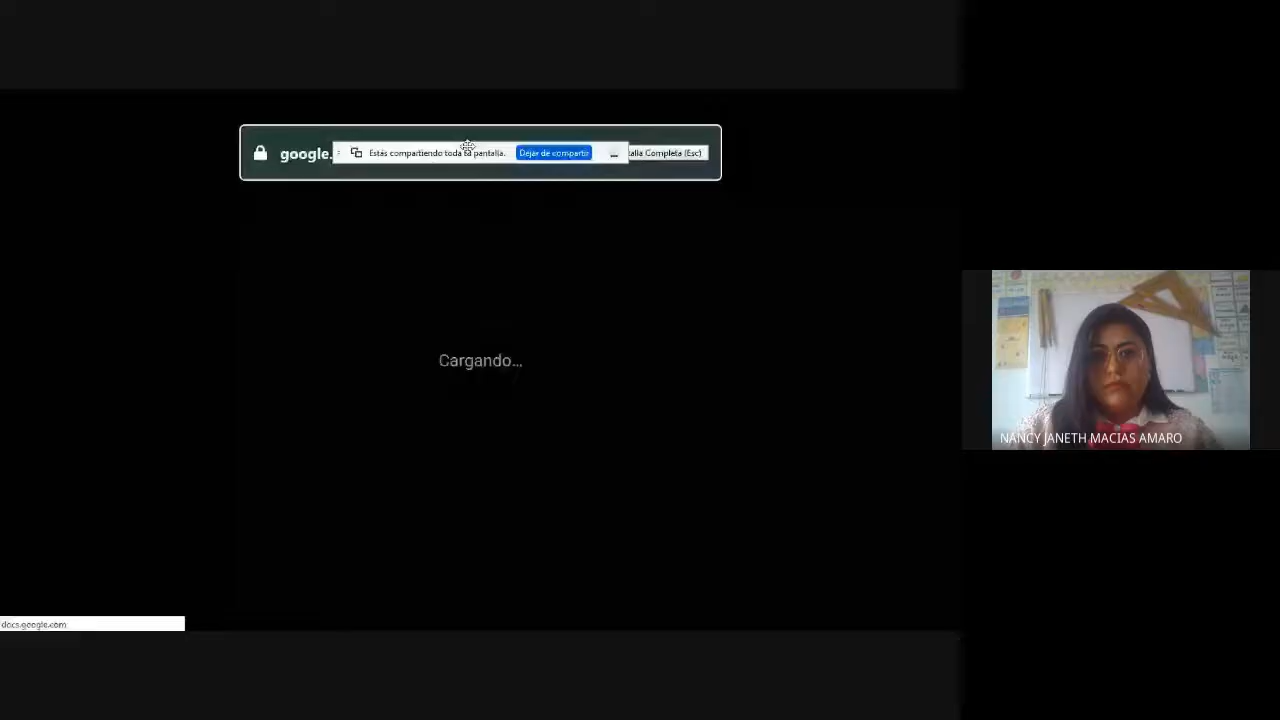 google.
Estás compartiendo toda tu pantalla.
Dejar de compartir
talla Completa (Esc)
Cargando...
NANCY JANETH MACIAS AMARO
docs.google.com